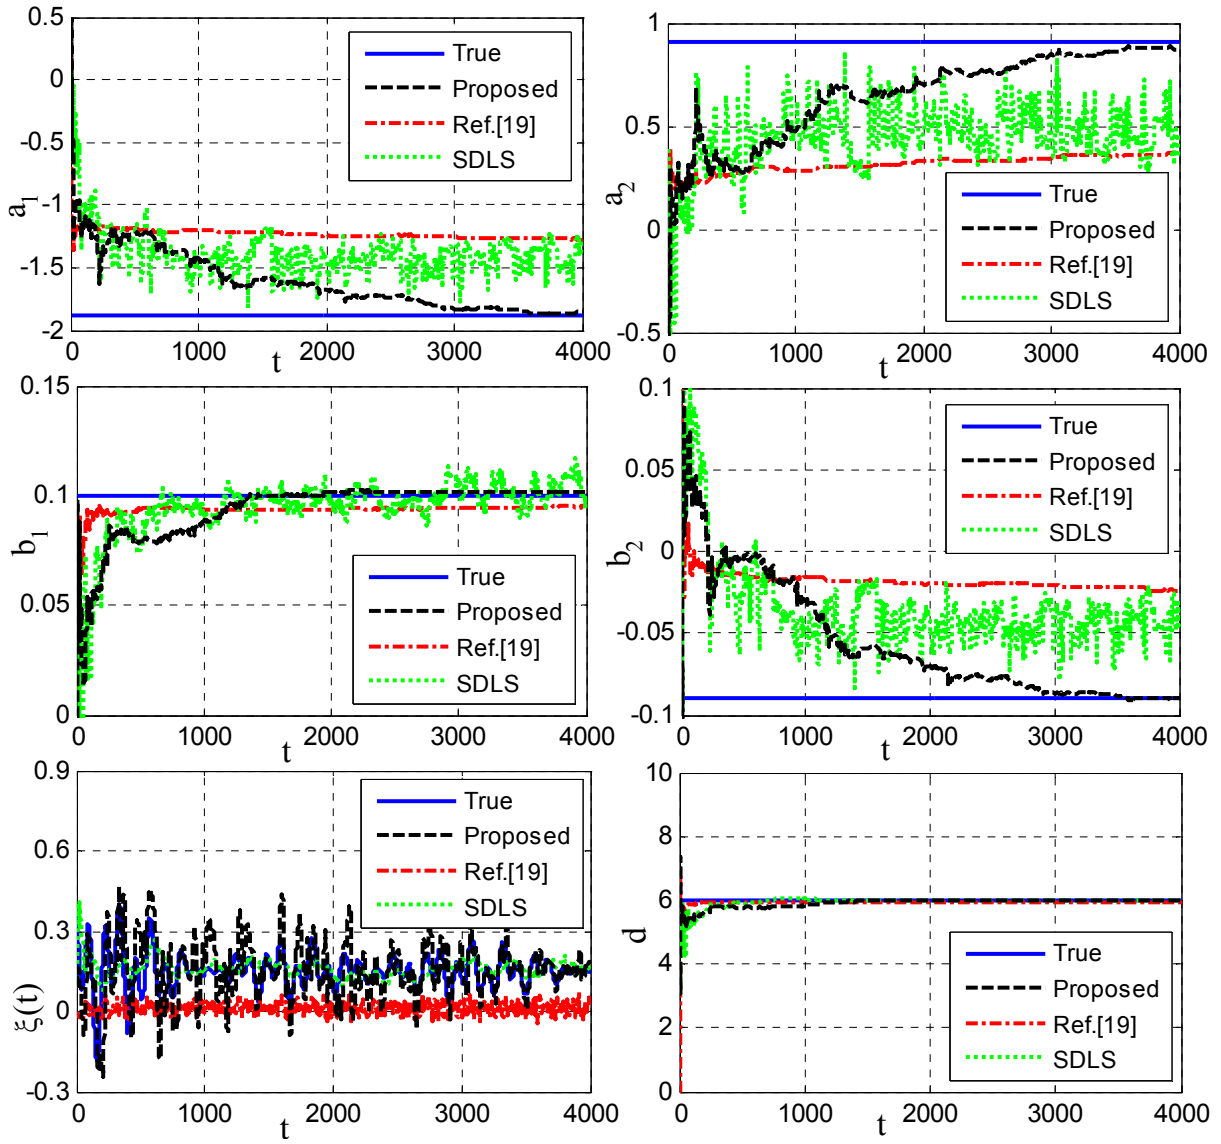 0.5
0
-0.5
-1
-1.5
-2
a1
0
1000
2000
3000
4000
t
True
Proposed
Ref.[19]
SDLS
1
0.5
0
-0.5
a2
0
1000
2000
3000
4000
t
True
Proposed
Ref.[19]
SDLS
0.15
0.1
0.05
0
b1
0
1000
2000
3000
4000
t
True
Proposed
Ref.[19]
SDLS
0.1
0.05
0
-0.05
-0.1
b2
0
1000
2000
3000
4000
t
True
Proposed
Ref.[19]
SDLS
0.9
0.6
0.3
0
-0.3
ξ(t)
0
1000
2000
3000
4000
t
True
Proposed
Ref.[19]
SDLS
10
8
6
4
2
0
d
0
1000
2000
3000
4000
t
True
Proposed
Ref.[19]
SDLS